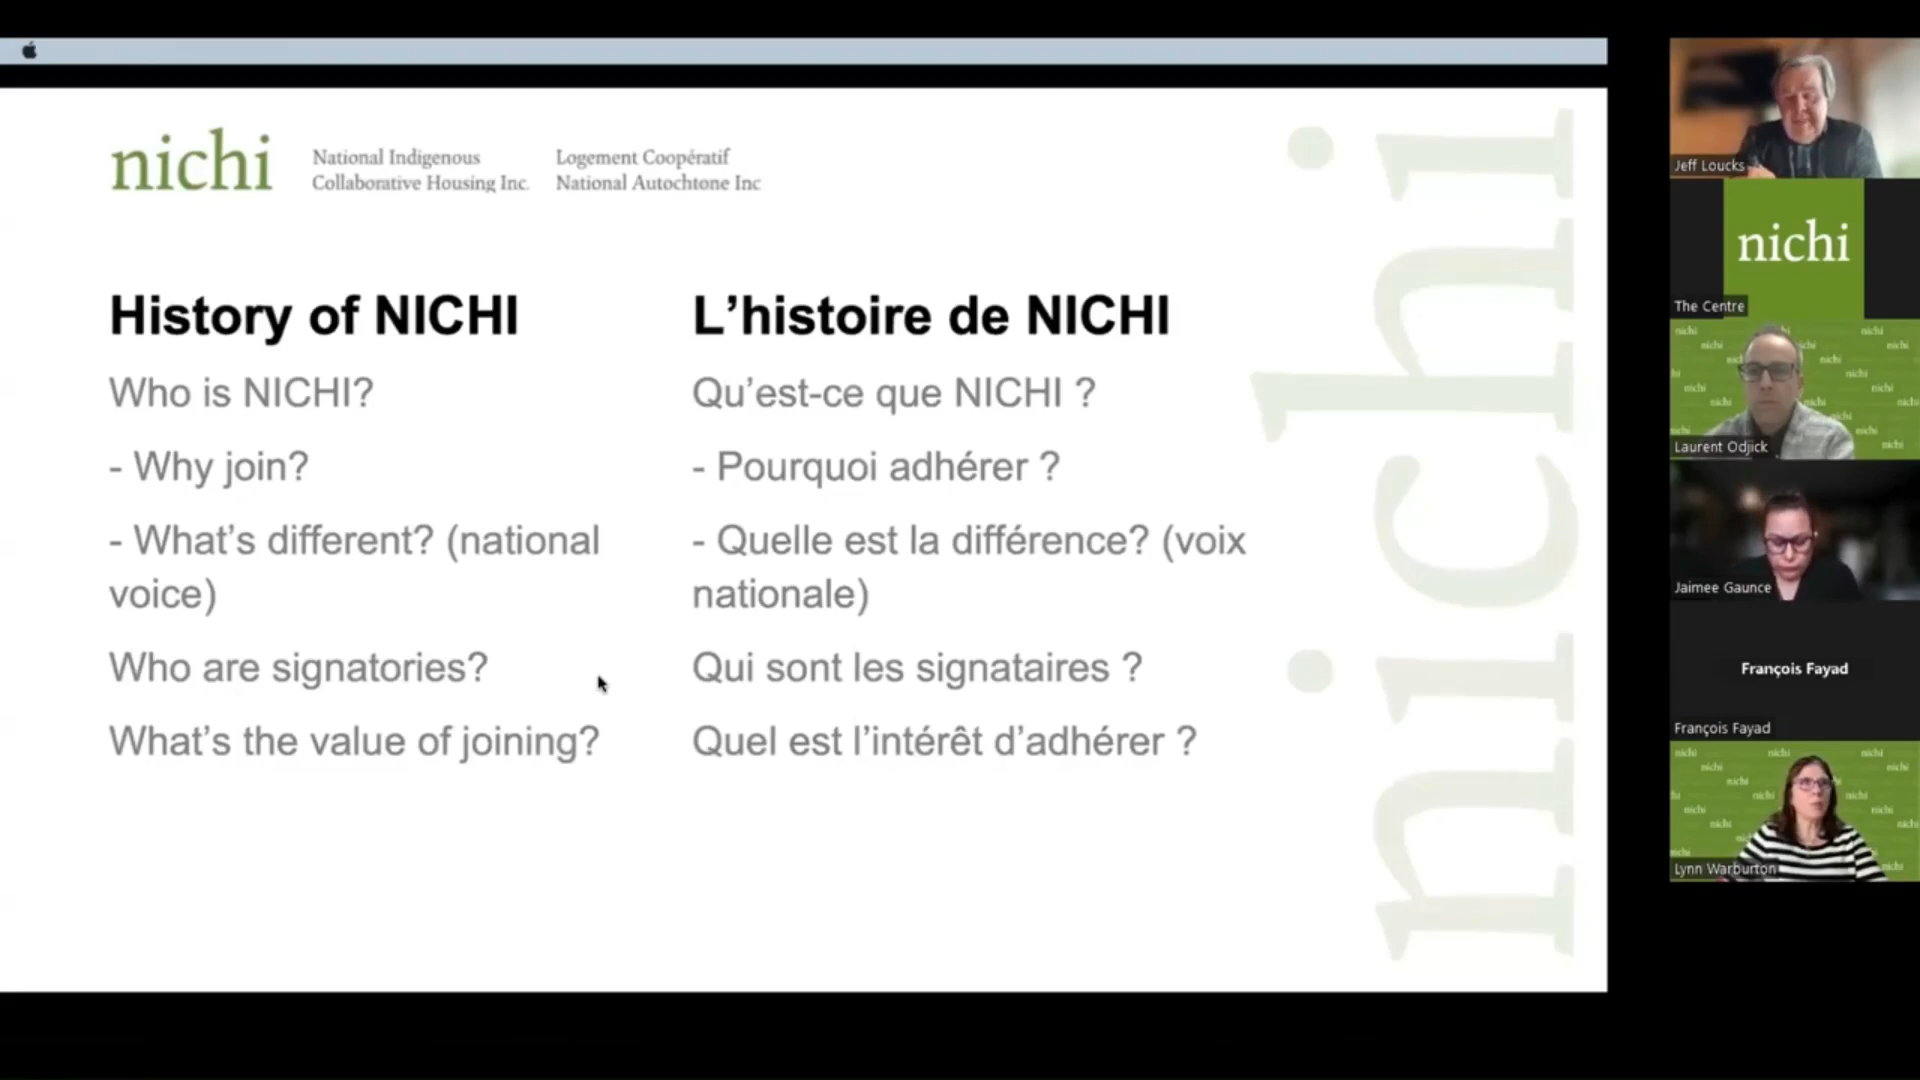 nichi
National Indigenous
Collaborative Housing Inc.
Logement Coopératif
National Autochtone Inc
History of NICHI
Who is NICHI?
- Why join?
- What's different? (national
voice)
Who are signatories?
What's the value of joining?
L'histoire de NICHI
Qu'est-ce que NICHI ?
- Pourquoi adhérer ?
- Quelle est la différence? (voix
nationale)
Qui sont les signataires ?
Quel est l'intérêt d'adhérer ?
nichi
Jeff Loucks
nichi
The Centre
Laurent Odjick
Jaimee Gaunce
François Fayad
François Fayad
Lynn Warburton